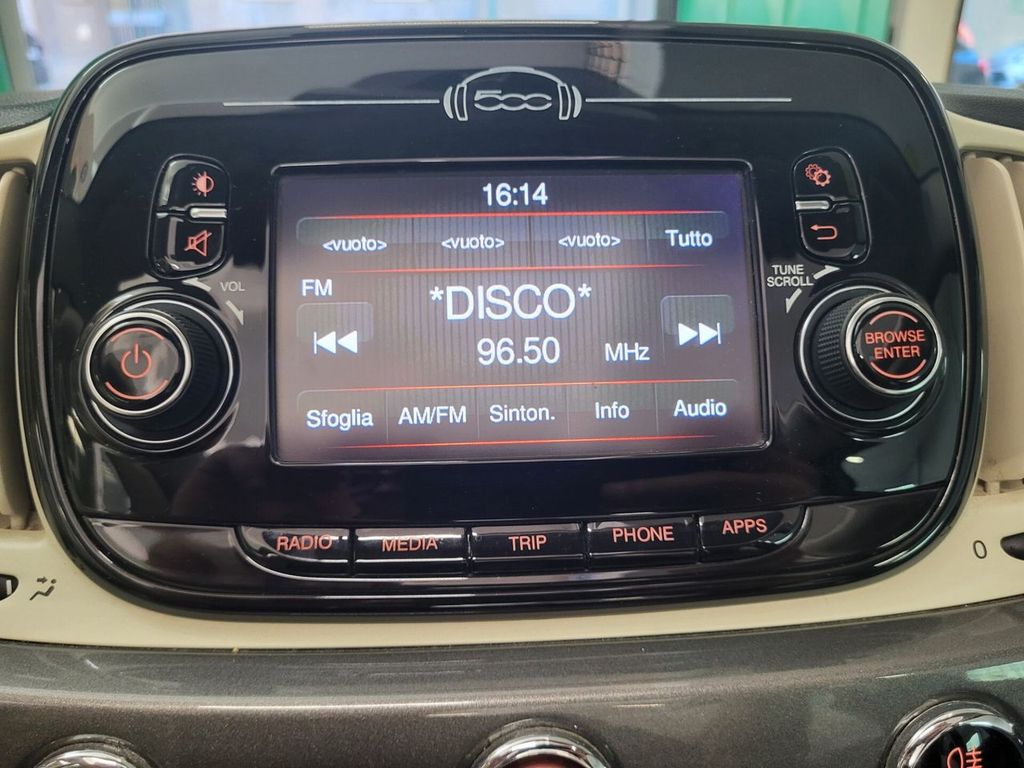 500
16:14
<vuoto> <vuoto> <vuoto> Tutto
FM
*DISCO*
96.50 MHz
Sfoglia AM/FM Sinton. Info Audio
VOL
TUNE
SCROLL
BROWSE
ENTER
RADIO MEDIA TRIP PHONE APPS
0